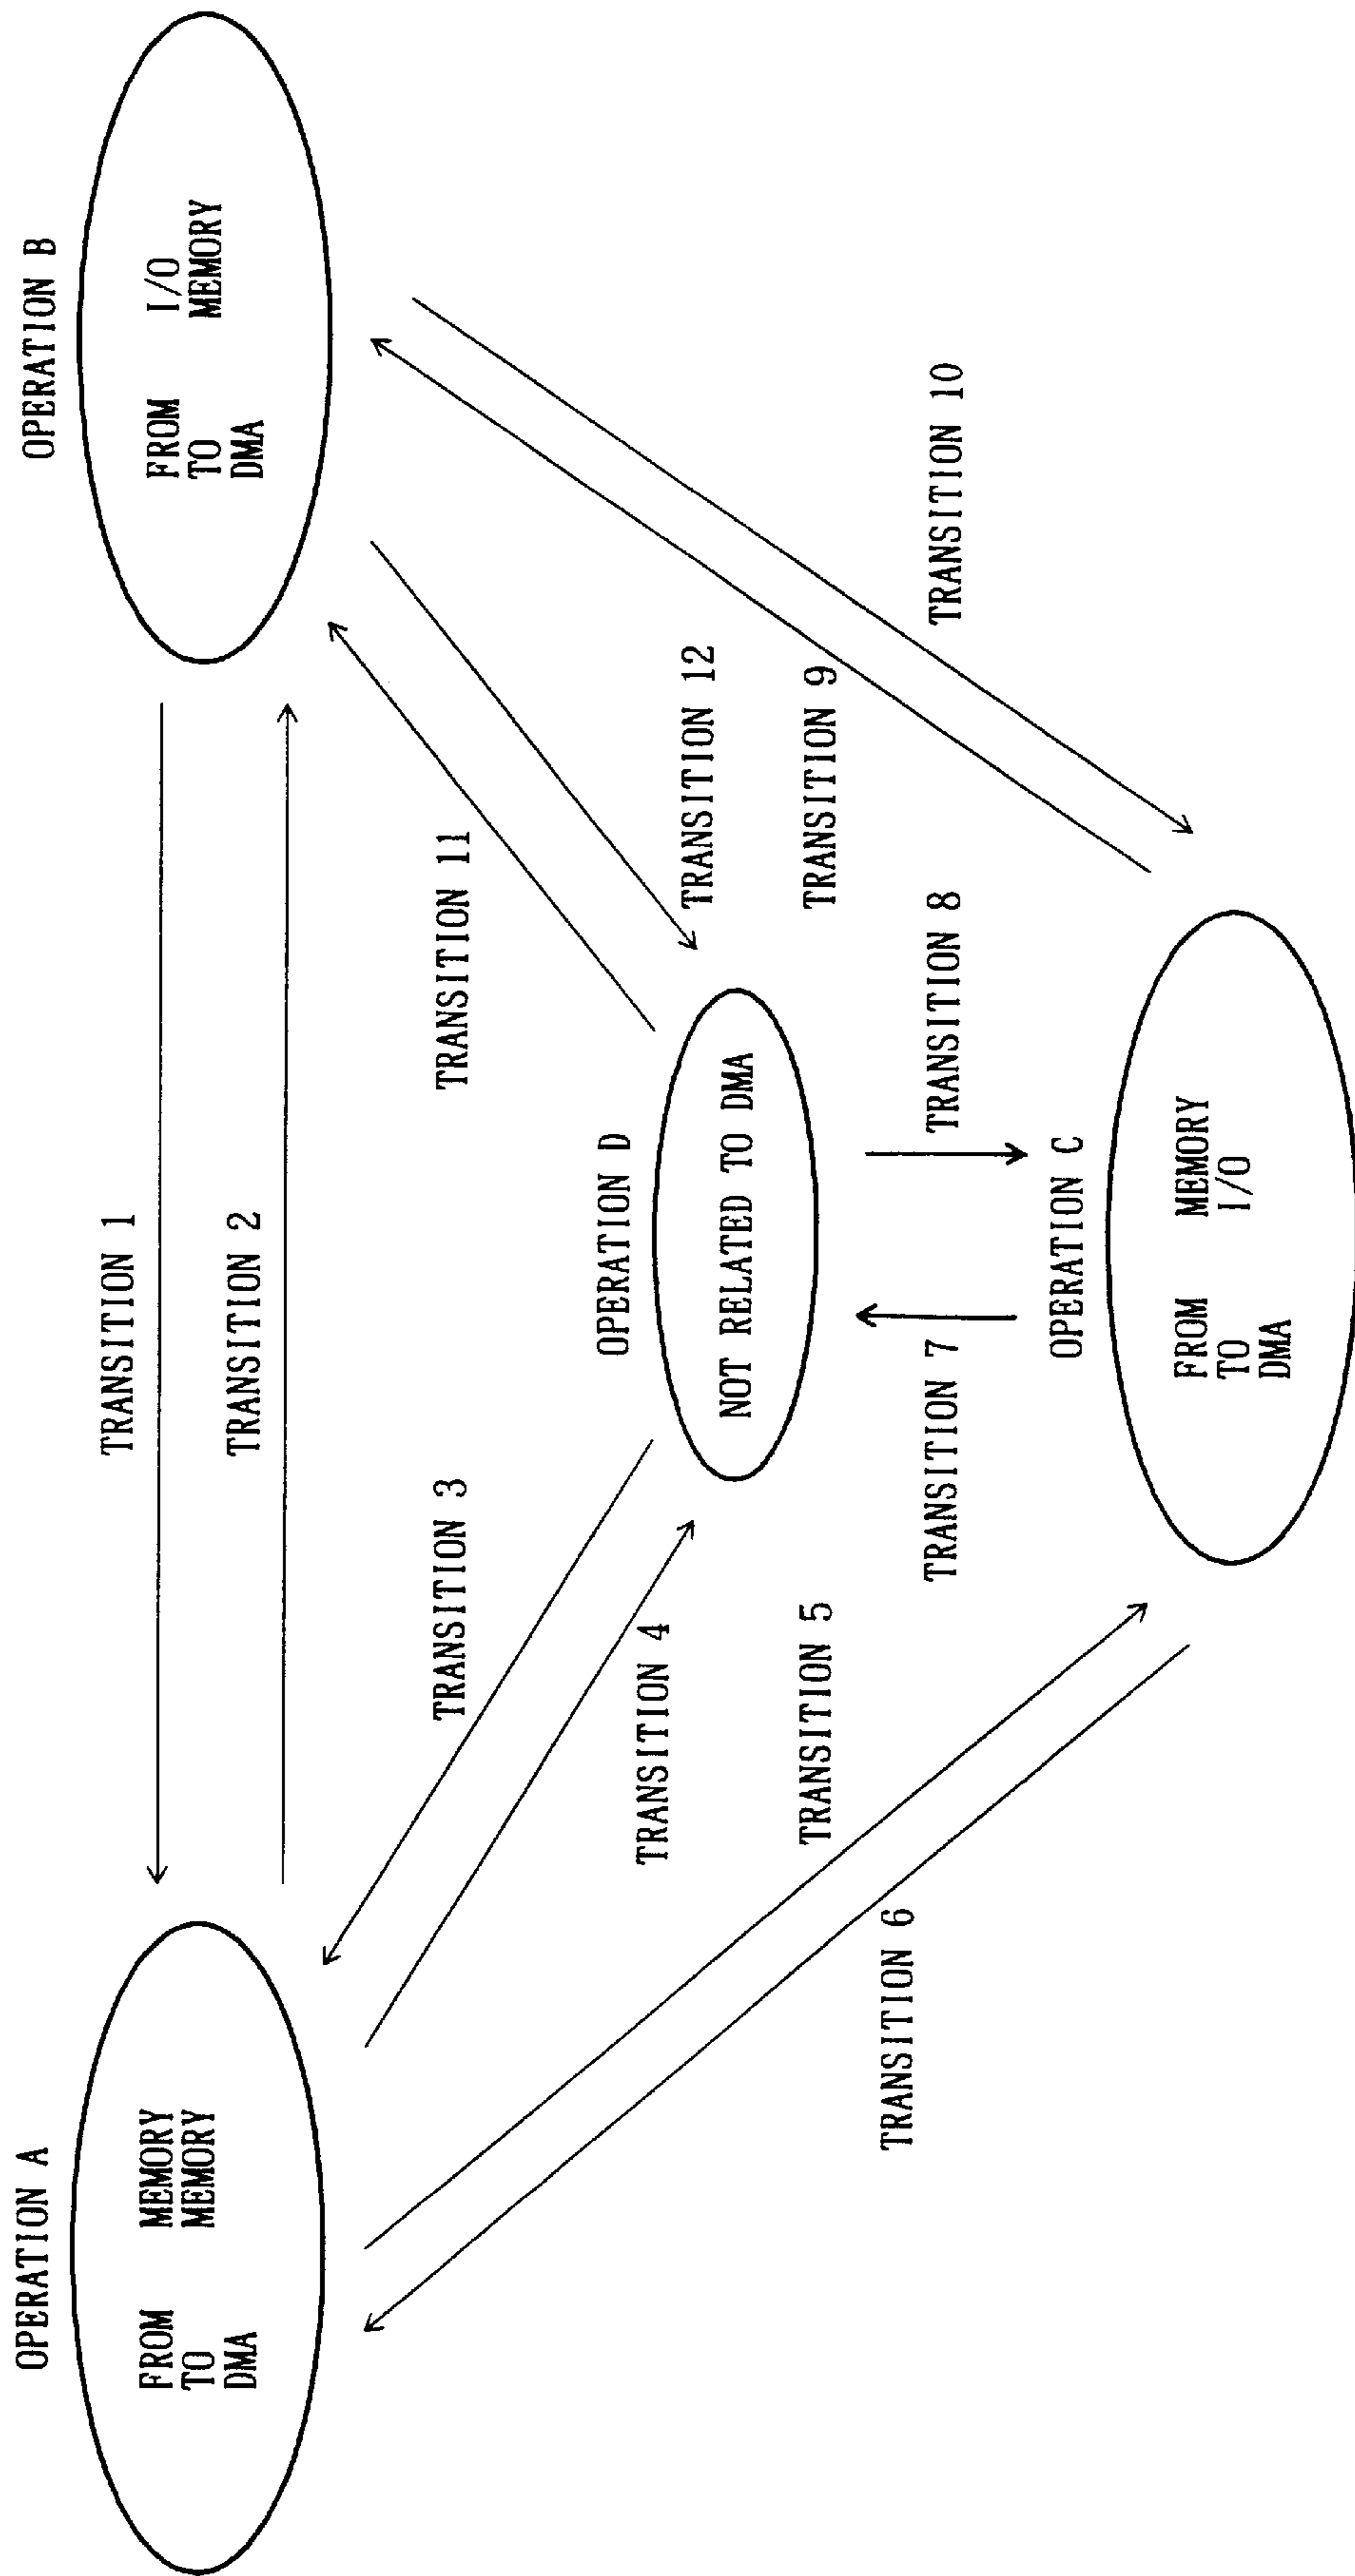 OPERATION A
FROM MEMORY
TO MEMORY
DMA
OPERATION B
FROM I/O
TO MEMORY
DMA
TRANSITION 1
TRANSITION 2
TRANSITION 3
TRANSITION 11
TRANSITION 4
OPERATION D
NOT RELATED TO DMA
TRANSITION 12
TRANSITION 5
TRANSITION 9
TRANSITION 6
TRANSITION 7
TRANSITION 8
TRANSITION 10
OPERATION C
FROM MEMORY
TO I/O
DMA